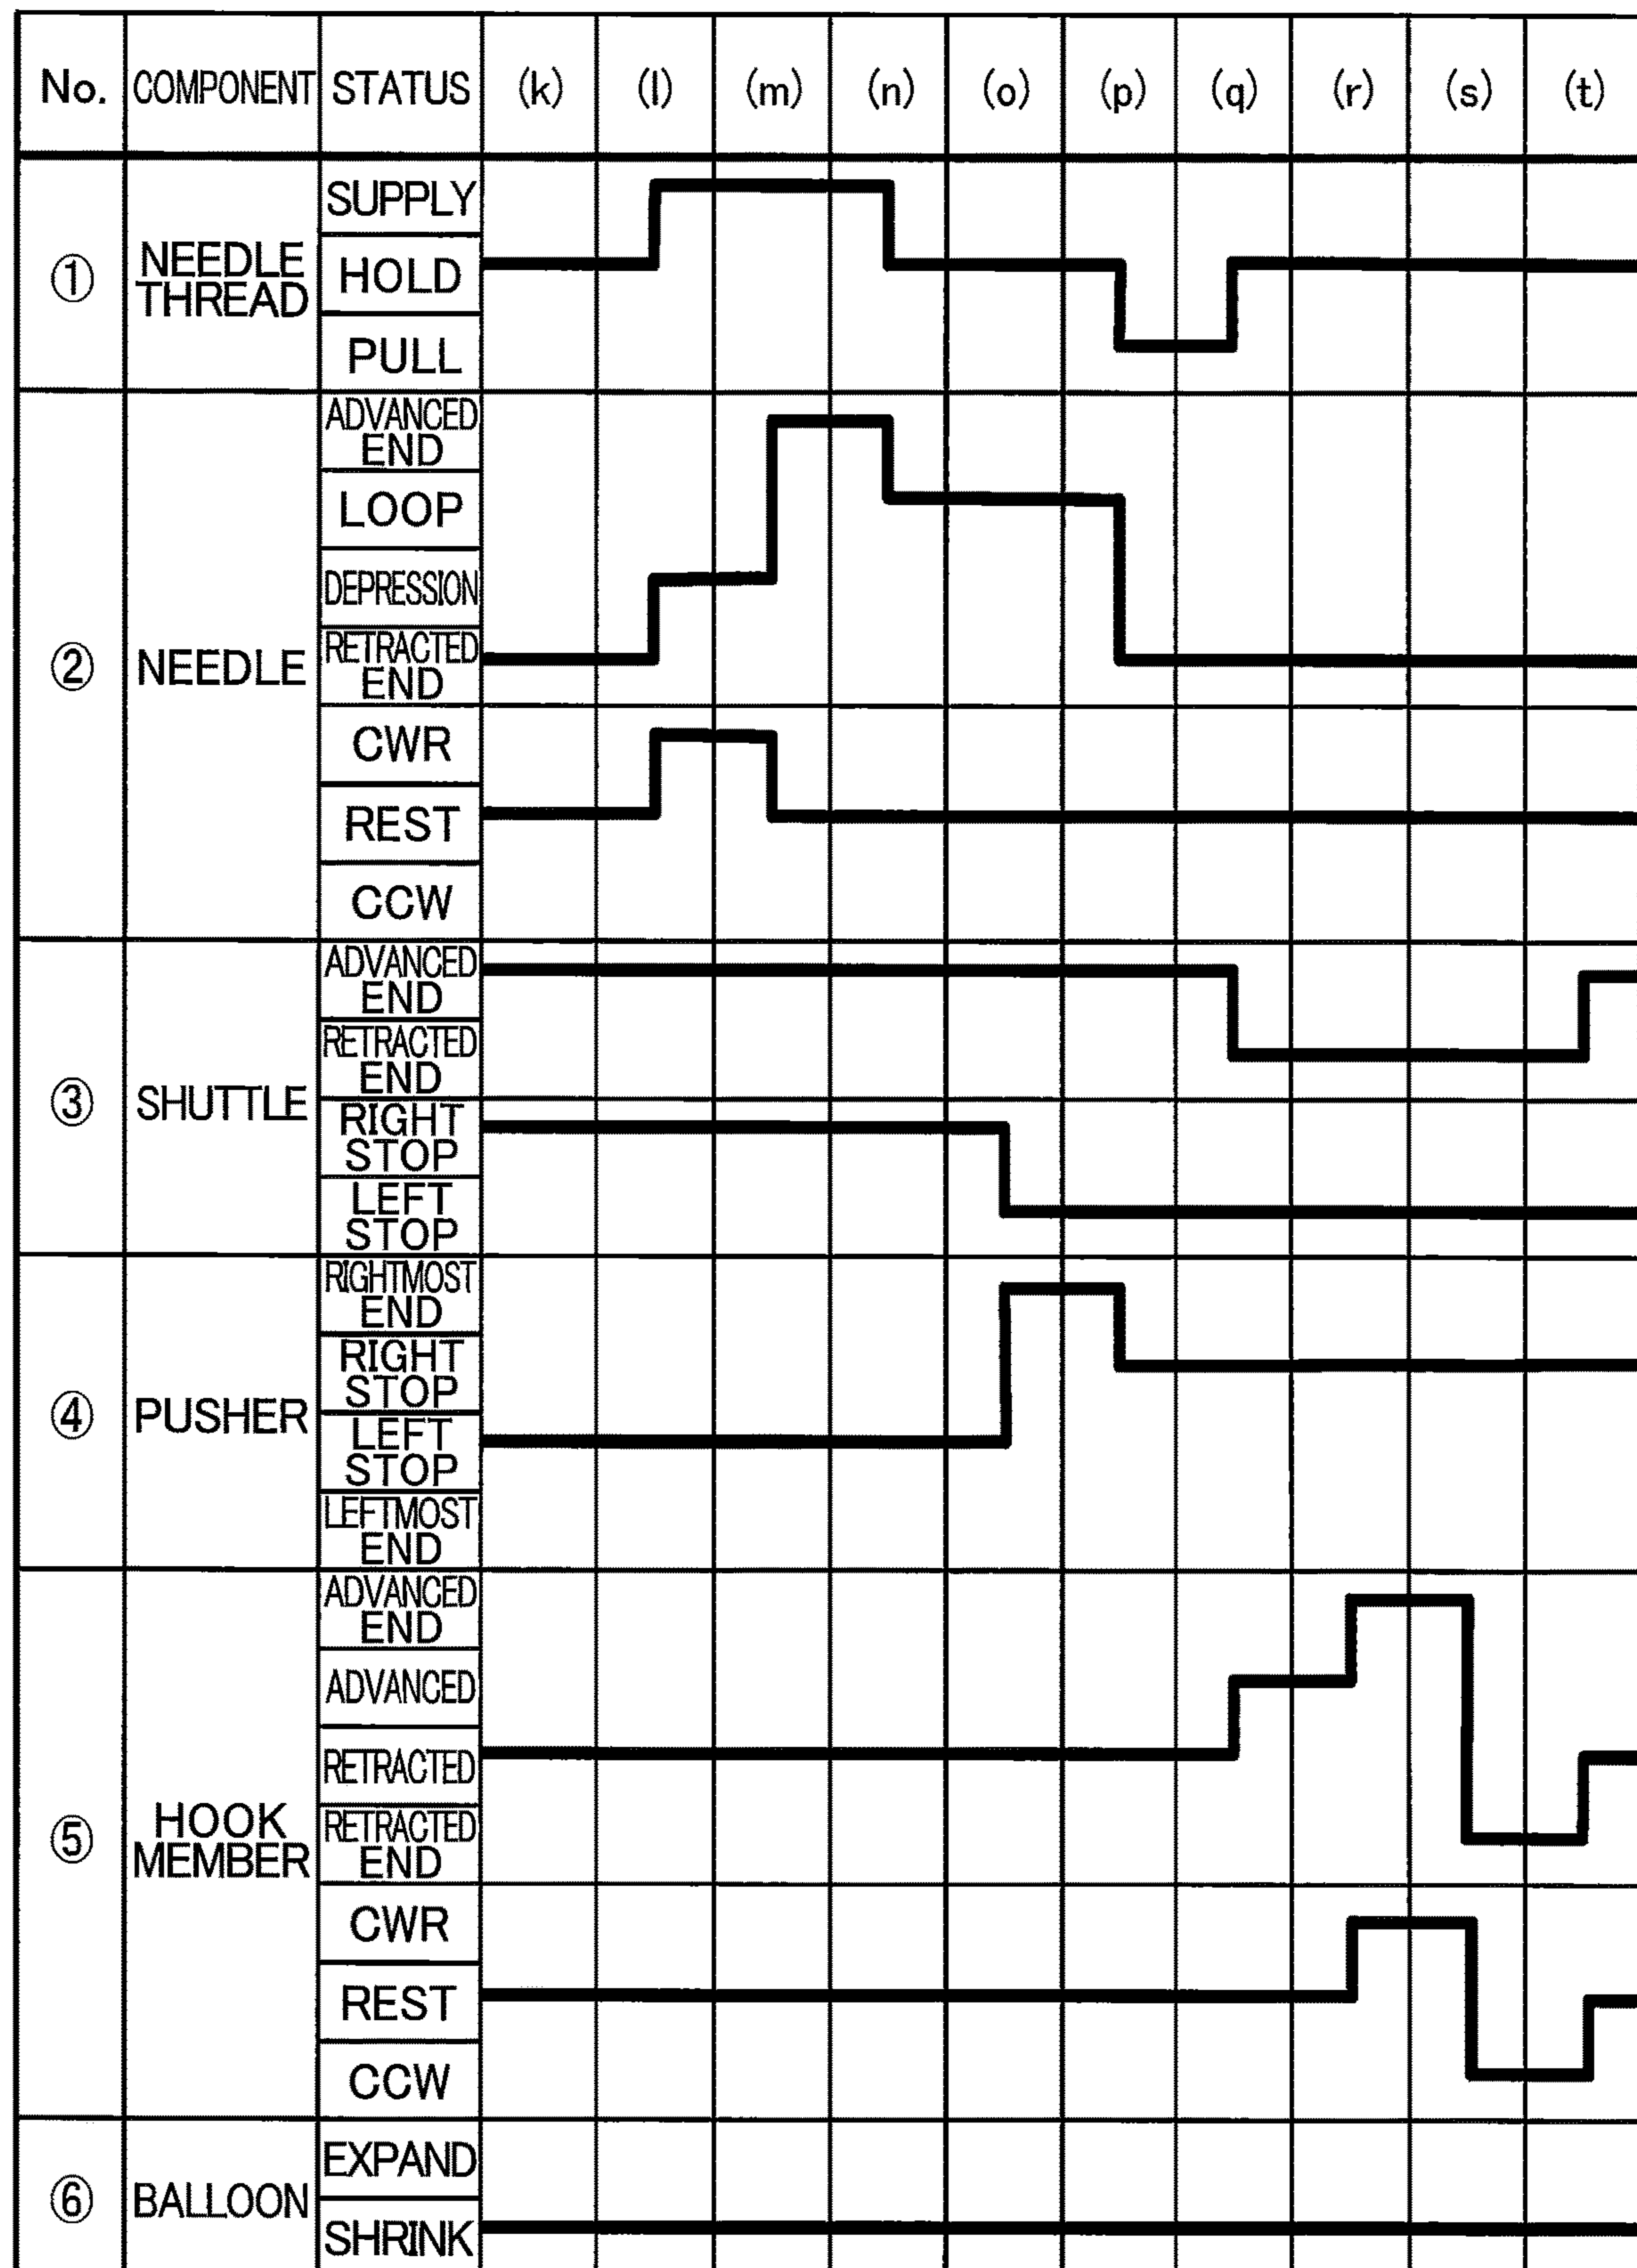 No. COMPONENT STATUS (k) (l) (m) (n) (o) (p) (q) (r) (s) (t)
① NEEDLE
THREAD
SUPPLY
HOLD
PULL
② NEEDLE
ADVANCED
END
LOOP
DEPRESSION
RETRACTED
END
CWR
REST
CCW
③ SHUTTLE
ADVANCED
END
RETRACTED
END
RIGHT
STOP
LEFT
STOP
④ PUSHER
RIGHTMOST
END
RIGHT
STOP
LEFT
STOP
LEFTMOST
END
⑤ HOOK
MEMBER
ADVANCED
END
ADVANCED
RETRACTED
RETRACTED
END
CWR
REST
CCW
⑥ BALLOON
EXPAND
SHRINK